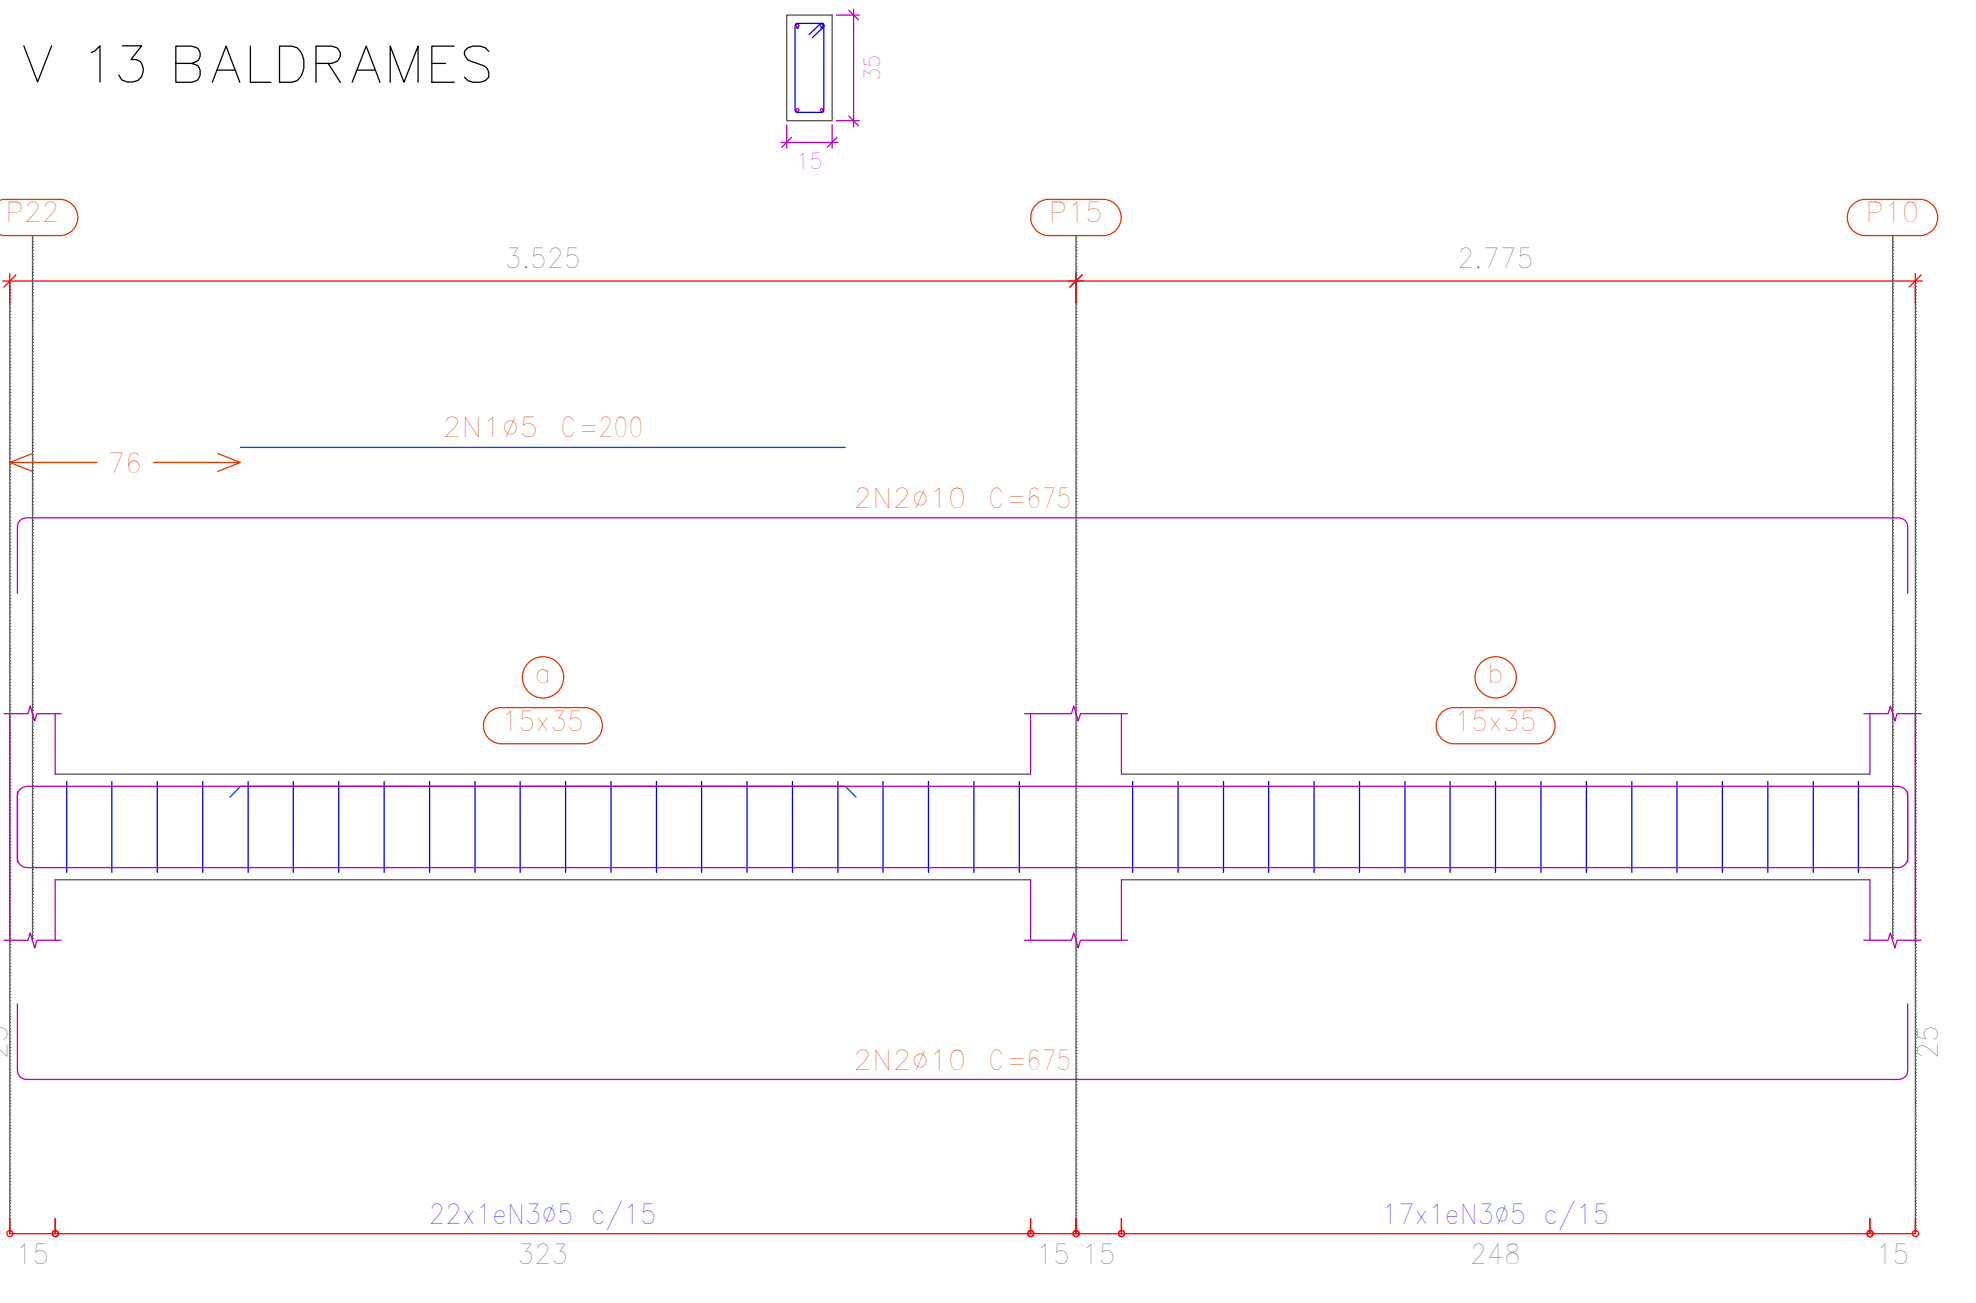 V 13 BALDRAMES
35
15
P22 P15 P10
3.525 2.775
2N1ø5 C=200
76
2N2ø10 C=675
a b
15x35 15x35
25
2N2ø10 C=675
22x1eN3ø5 c/15 17x1eN3ø5 c/15
15 323 15 15 248 15